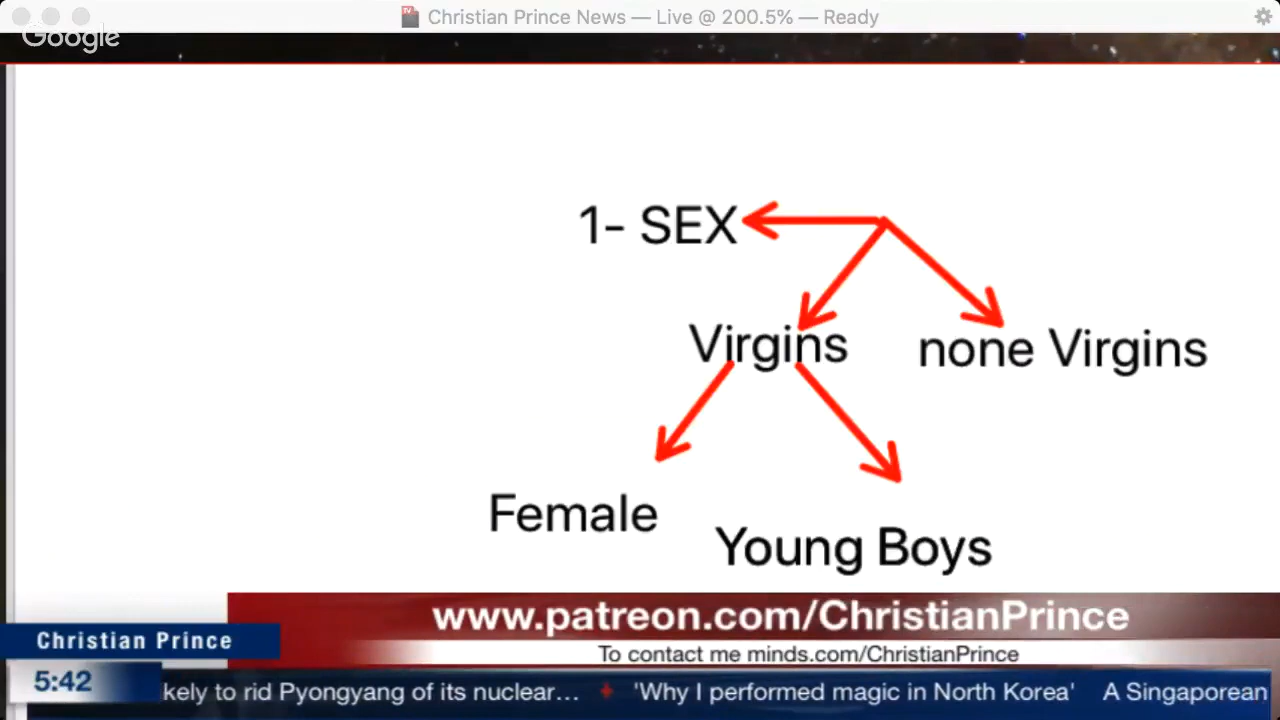 Christian Prince News — Live @ 200.5% — Ready
Google
1- SEX
Virgins
none Virgins
Female
Young Boys
www.patreon.com/ChristianPrince
Christian Prince
To contact me minds.com/ChristianPrince
5:42
kely to rid Pyongyang of its nuclear... 'Why I performed magic in North Korea' A Singaporean